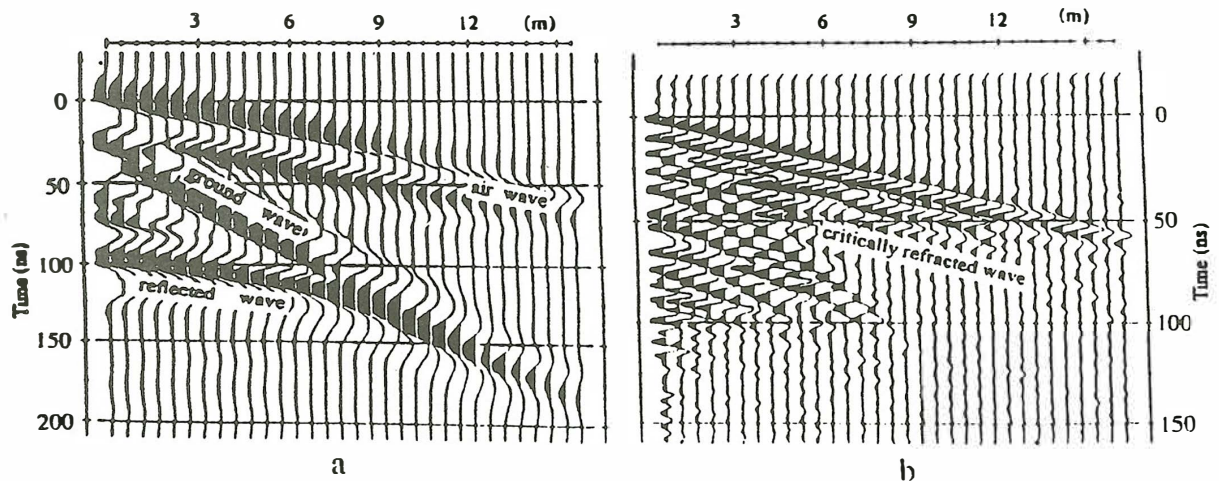 3 6 9 12 (m)
0
50
100
150
200
Time (ns)
air wave
ground wave
reflected wave
a
3 6 9 12 (m)
0
50
100
150
Time (ns)
critically refracted wave
b